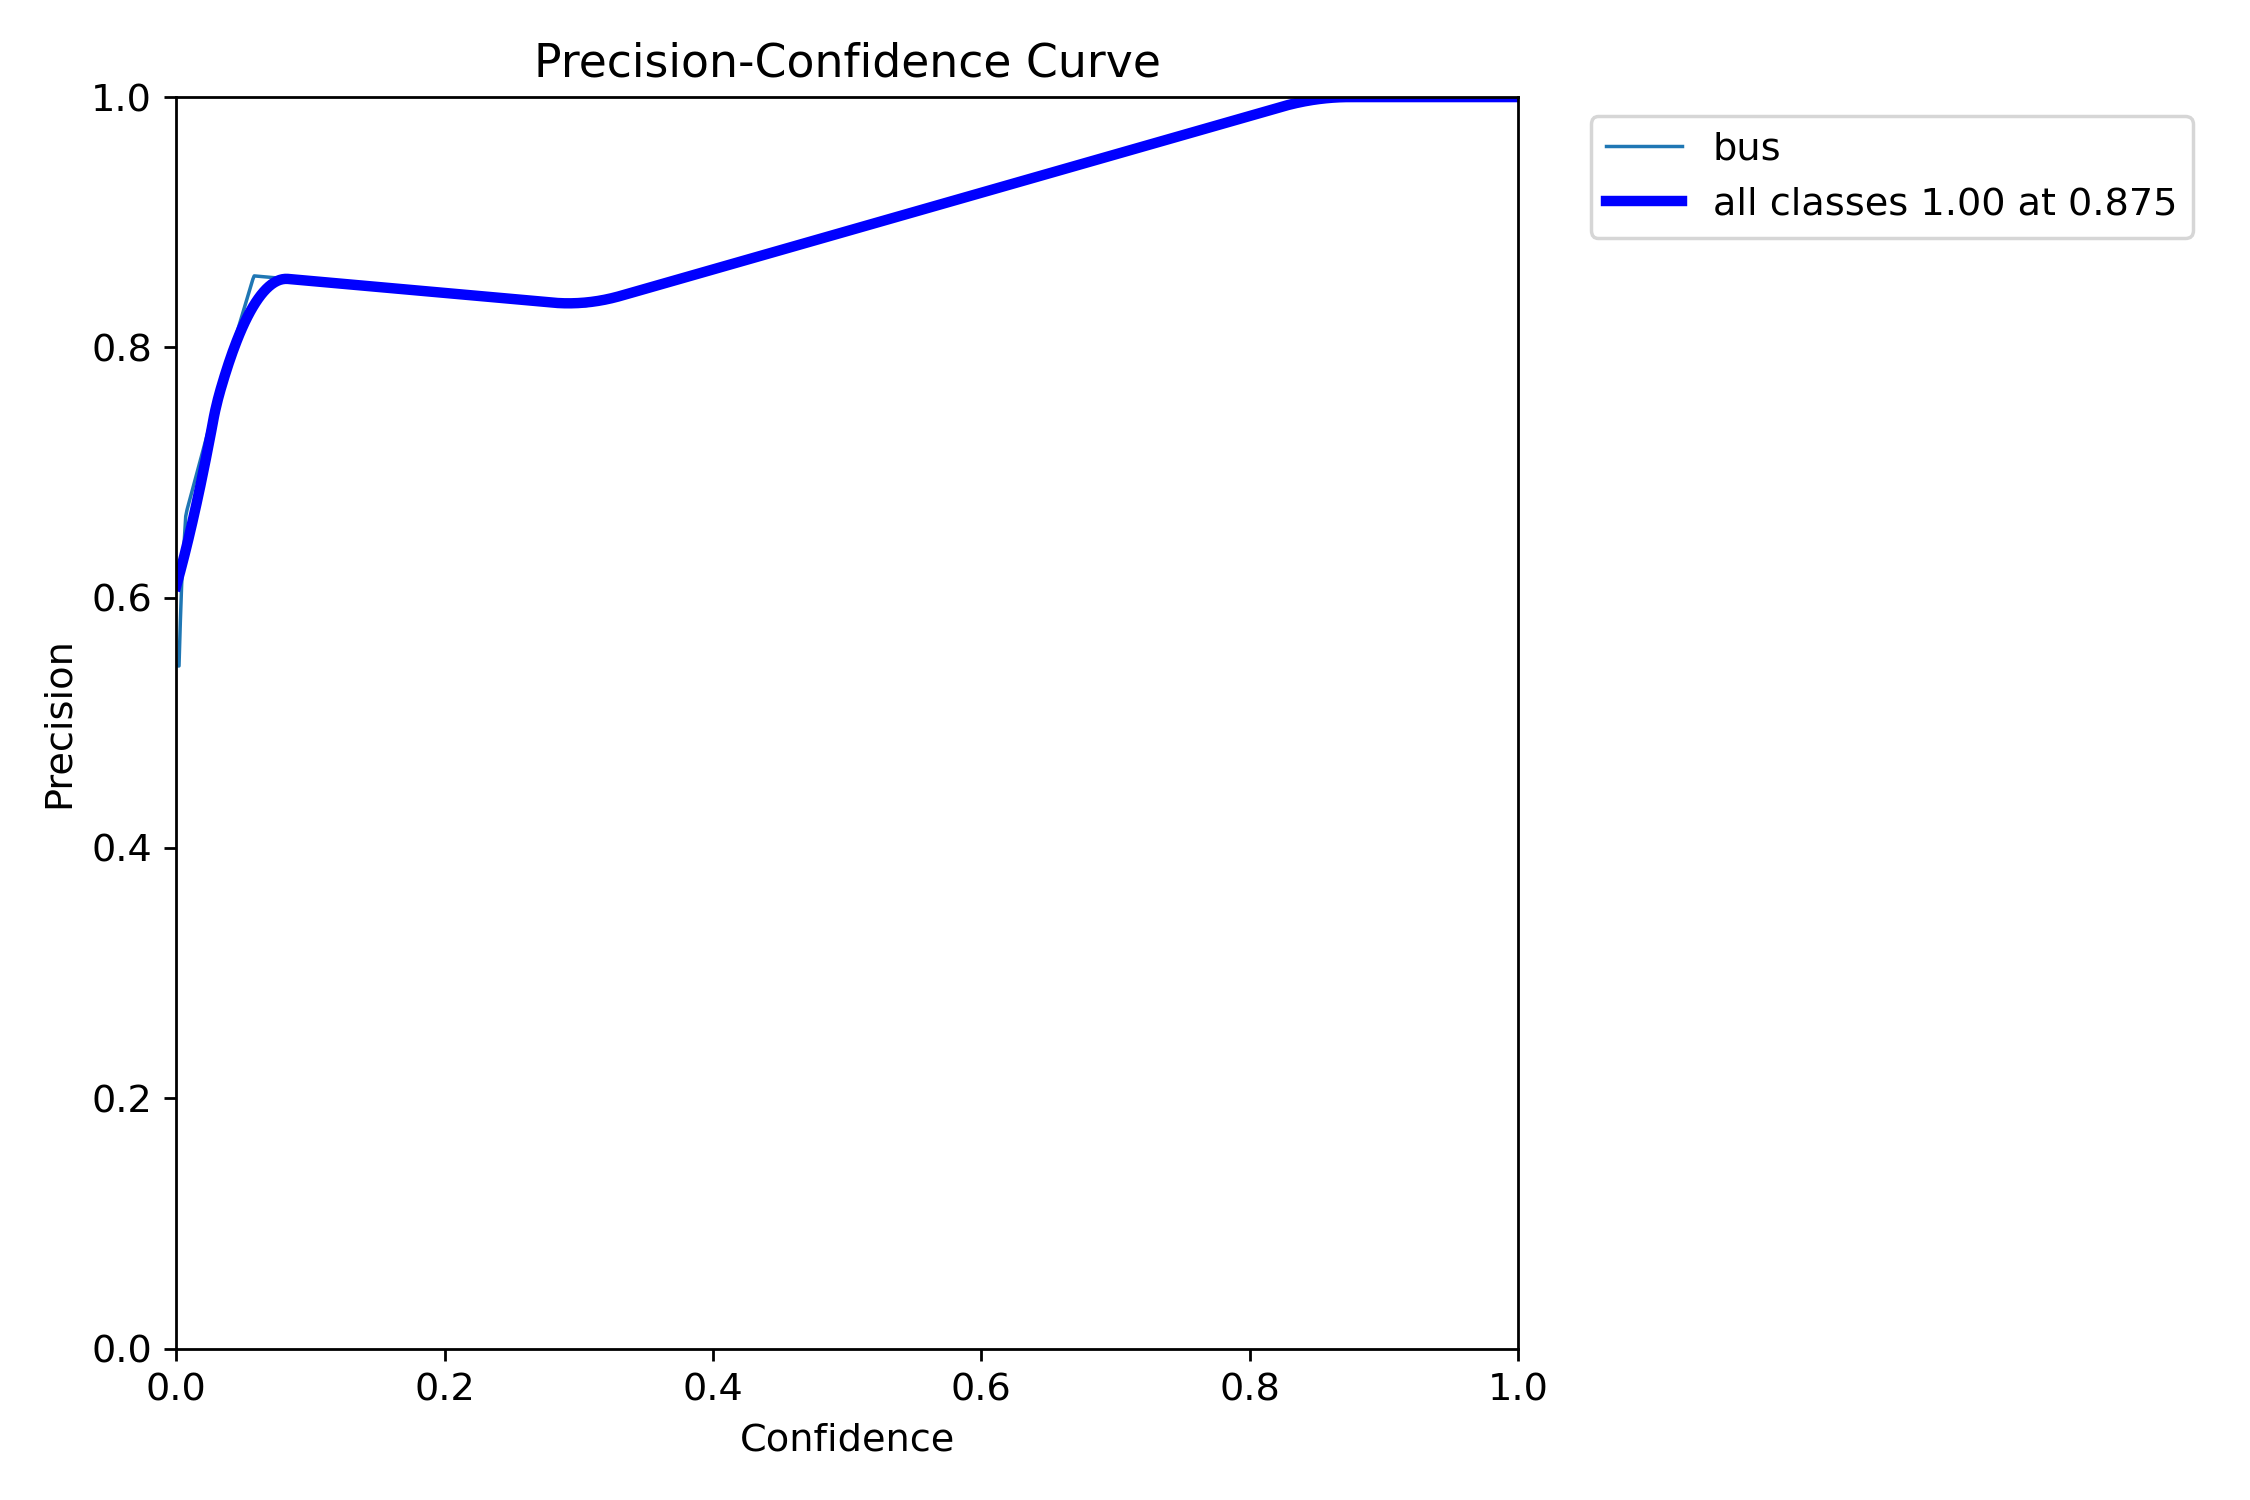 Precision-Confidence Curve
1.0
0.8
0.6
0.4
0.2
0.0
Precision
0.0 0.2 0.4 0.6 0.8 1.0
Confidence
bus
all classes 1.00 at 0.875